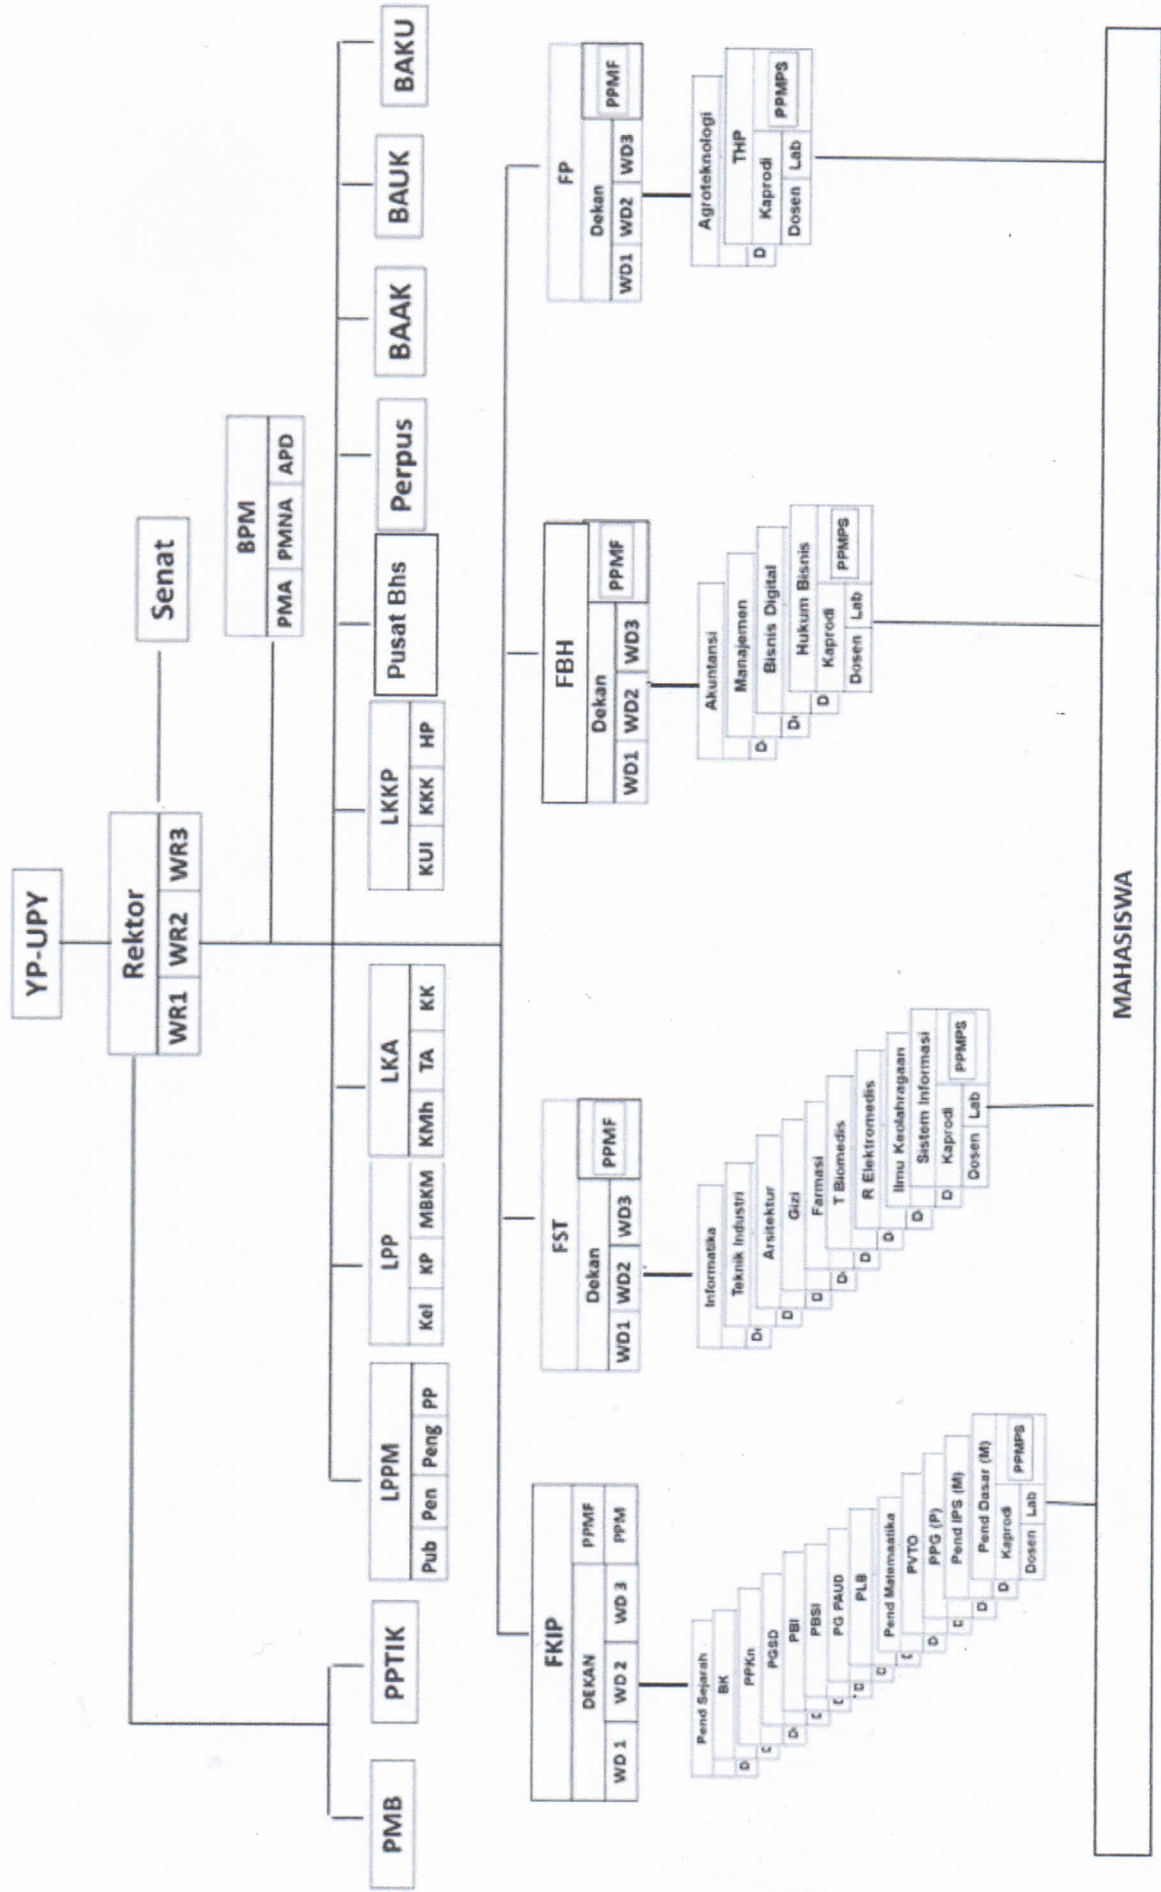 YP-UPY
Rektor
WR1 WR2 WR3
Senat
BPM
PMA PMNA APD
PMB
PPTIK
LPPM
Pub Pen Peng PP
LPP
Kel KP MBKM
LKA
KMh TA KK
LKKP
KUI KKK HP
Pusat Bhs
Perpus
BAAK
BAUK
BAKU
FKIP
DEKAN PPMF
WD 1 WD 2 WD 3 PPM
FST
Dekan PPMF
WD1 WD2 WD3
FBH
Dekan PPMF
WD1 WD2 WD3
FP
Dekan PPMF
WD1 WD2 WD3
Pend Sejarah
BK
D PPKn
D PGSD
D PBI
D PBSI
D PG PAUD
D PLB
D Pend Matemaatika
D PVTO
D PPG (P)
D Pend IPS (M)
D Pend Dasar (M)
D Kaprodi PPMPS
Dosen Lab
Informatika
Teknik Industri
D Arsitektur
D Gizi
D Farmasi
D T Biomedis
D R Elektromedis
D Ilmu Keolahragaan
D Sistem Informasi
D Kaprodi PPMPS
Dosen Lab
Akuntansi
Manajemen
D Bisnis Digital
D Hukum Bisnis
D Kaprodi PPMPS
Dosen Lab
Agroteknologi
THP
D Kaprodi PPMPS
Dosen Lab
MAHASISWA